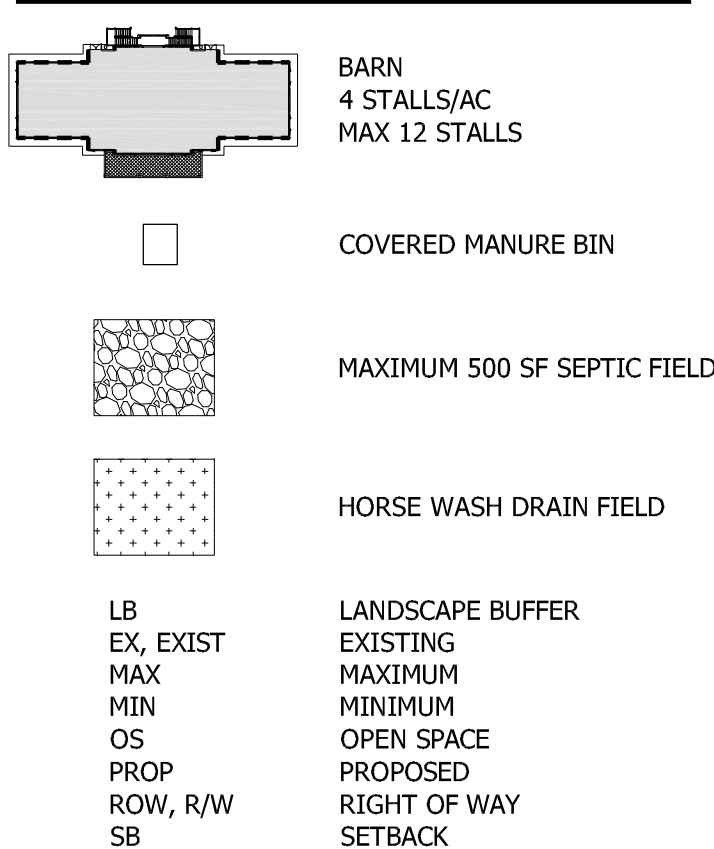 BARN
4 STALLS/AC
MAX 12 STALLS
COVERED MANURE BIN
MAXIMUM 500 SF SEPTIC FIELD
HORSE WASH DRAIN FIELD
LB LANDSCAPE BUFFER
EX, EXIST EXISTING
MAX MAXIMUM
MIN MINIMUM
OS OPEN SPACE
PROP PROPOSED
ROW, R/W RIGHT OF WAY
SB SETBACK